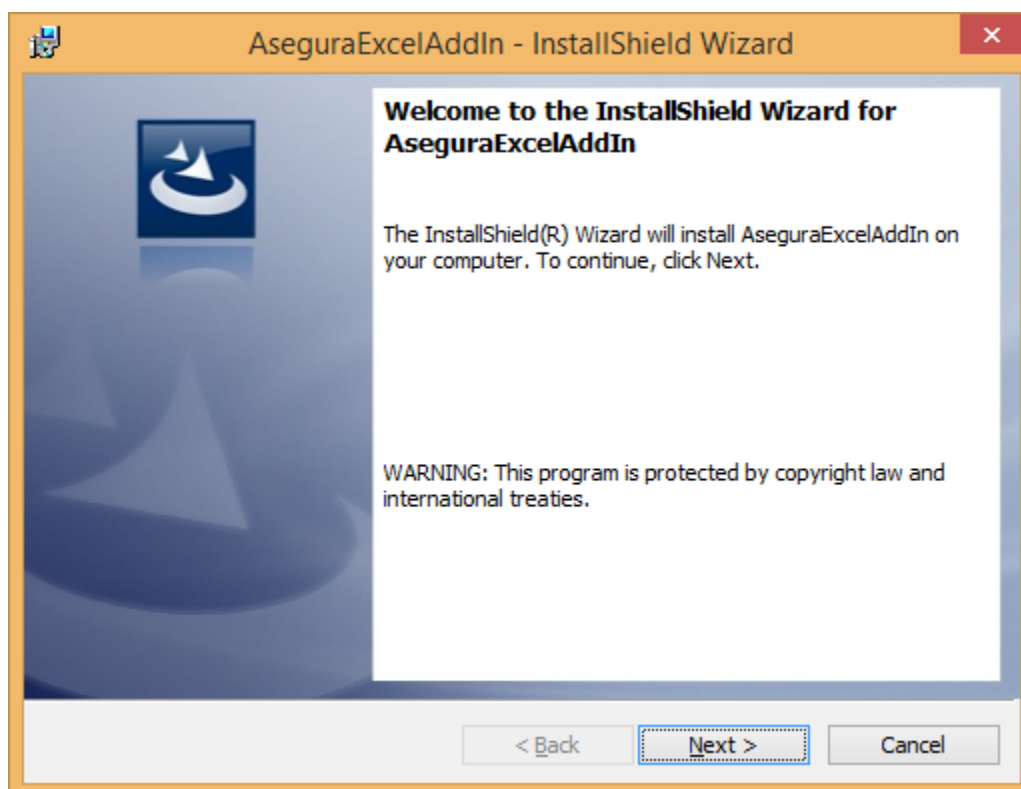 AseguraExcelAddIn - InstallShield Wizard
Welcome to the InstallShield Wizard for
AseguraExcelAddIn
The InstallShield(R) Wizard will install AseguraExcelAddIn on
your computer. To continue, click Next.
WARNING: This program is protected by copyright law and
international treaties.
< Back
Next >
Cancel